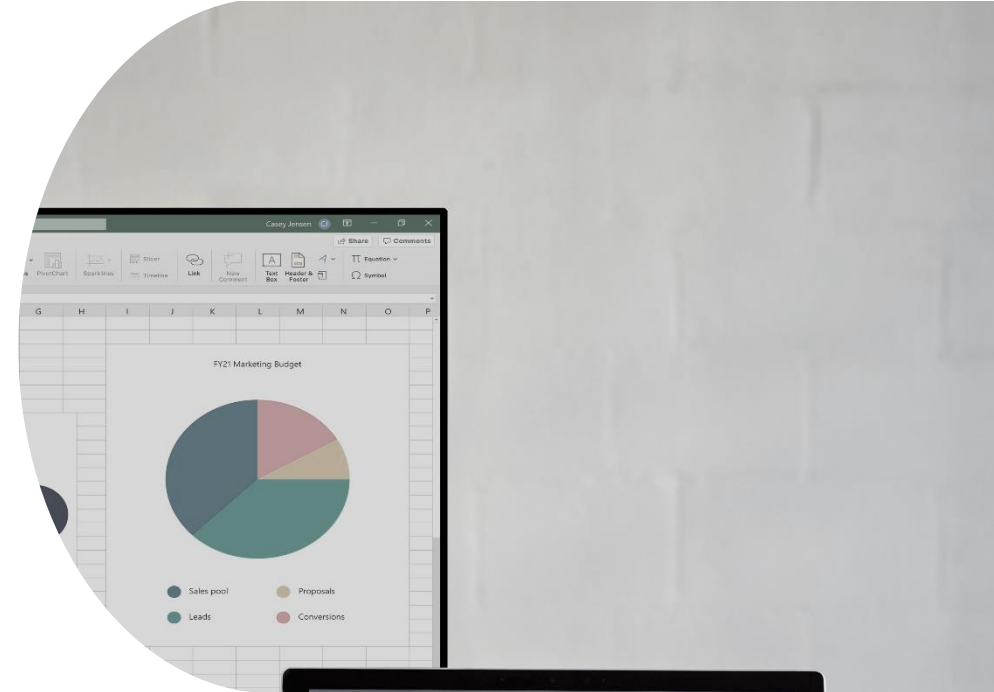 Casey Jensen CJ
Share Comments
PivotChart Sparklines Slicer Timeline Link New Comment Text Box Header & Footer Equation Symbol
G H I J K L M N O P
FY21 Marketing Budget
Sales pool Proposals
Leads Conversions